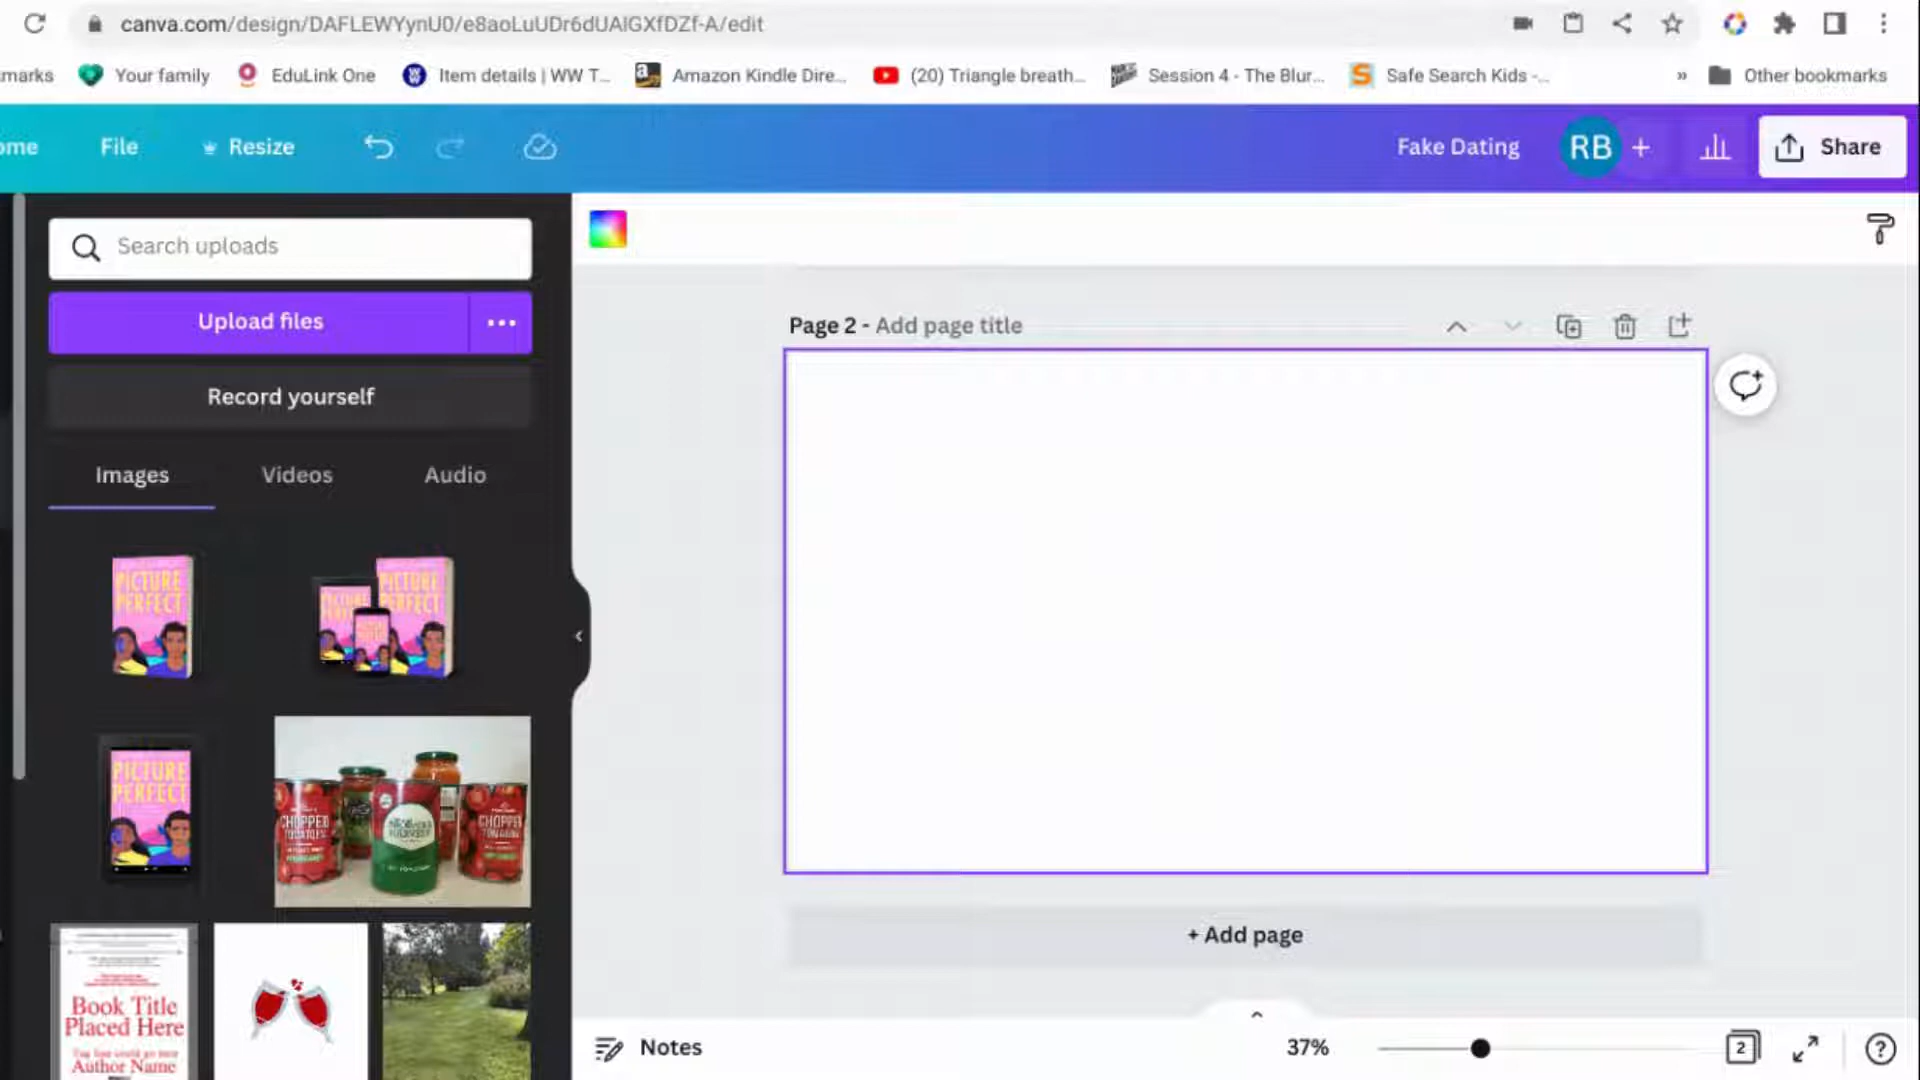 canva.com/design/DAFLEWYynU0/e8aoLuUDr6dUAlGXfDZf-A/edit
marks
Your family
EduLink One
Item details | WW T...
Amazon Kindle Dire...
(20) Triangle breath...
Session 4 - The Blur...
Safe Search Kids -...
»
Other bookmarks
ome
File
Resize
Fake Dating
RB
+
Share
Search uploads
Upload files
Record yourself
Images
Videos
Audio
Page 2 - Add page title
PICTURE
PERFECT
PICTURE
PERFECT
PICTURE
PERFECT
CHOPPED
TOMATOES
CHOPPED
Book Title
Placed Here
Author Name
+ Add page
Notes
37%
2
?